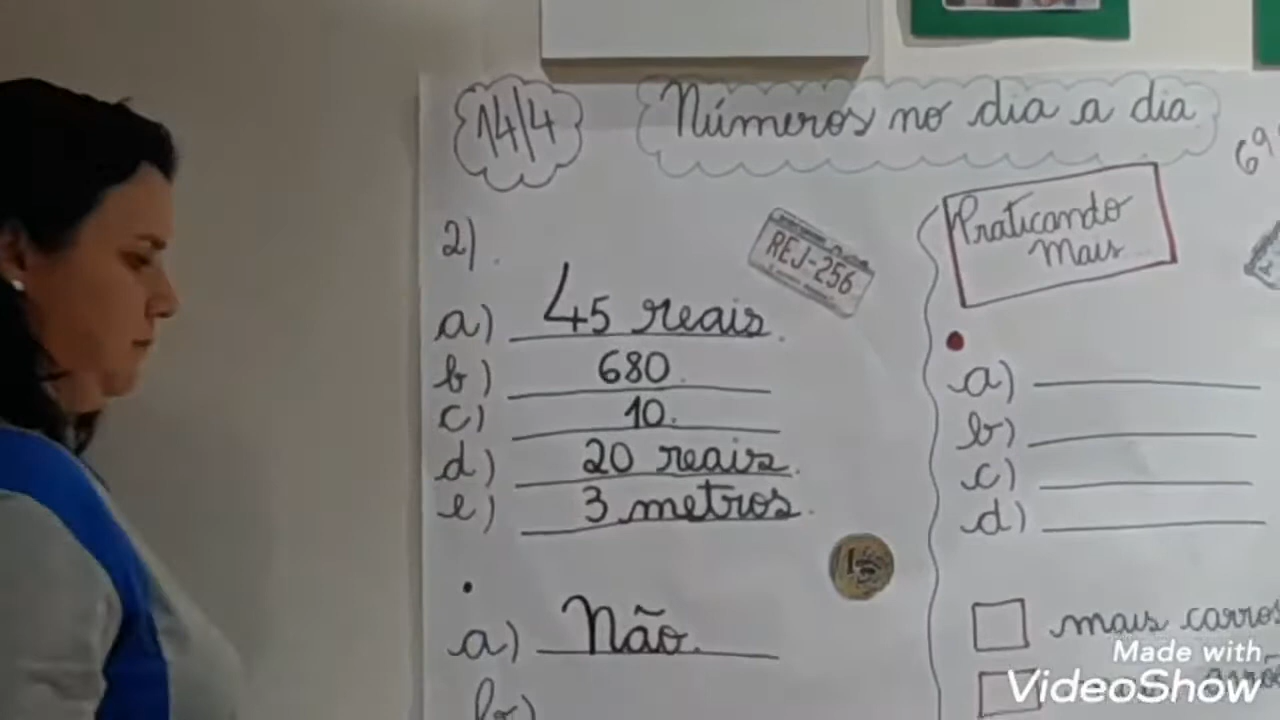 14/4
Números no dia a dia
6º
2)
REJ-256
a) 45 reais.
b) 680
c) 10.
d) 20 reais.
e) 3 metros.
a) Não.
b)
Praticando
Mais
a)
b)
c)
d)
mais carros
Made with
VideoShow